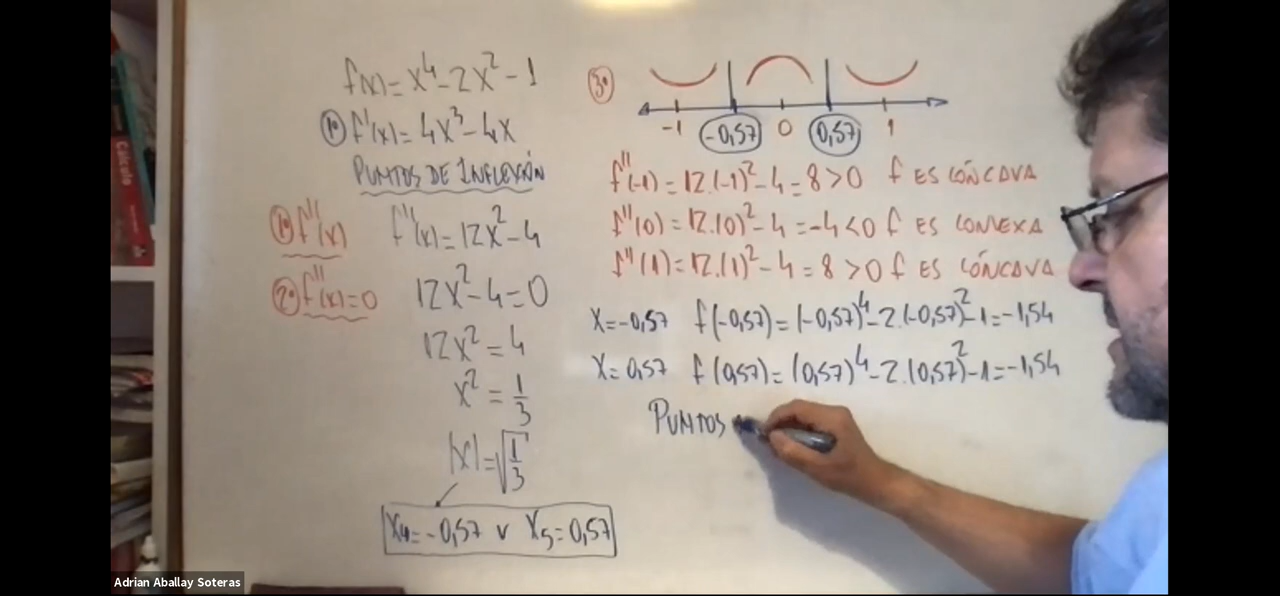 f(x)=x⁴-2x²-1
1º f'(x)=4x³-4x
PUNTOS DE INFLEXIÓN
1º f''(x) f''(x)=12x²-4
2º f''(x)=0 12x²-4=0
12x²=4
x²=1/3
|x|=√(1/3)
x₄=-0,57 v x₅=0,57
3º
-1 -0,57 0 0,57 1
f''(-1)=12.(-1)²-4=8>0 f ES CÓNCAVA
f''(0)=12.(0)²-4=-4<0 f ES CONVEXA
f''(1)=12.(1)²-4=8>0 f ES CÓNCAVA
x=-0,57 f(-0,57)=(-0,57)⁴-2.(-0,57)²-1=-1,54
x=0,57 f(0,57)=(0,57)⁴-2.(0,57)²-1=-1,54
PUNTOS
Cálculo
Adrian Aballay Soteras